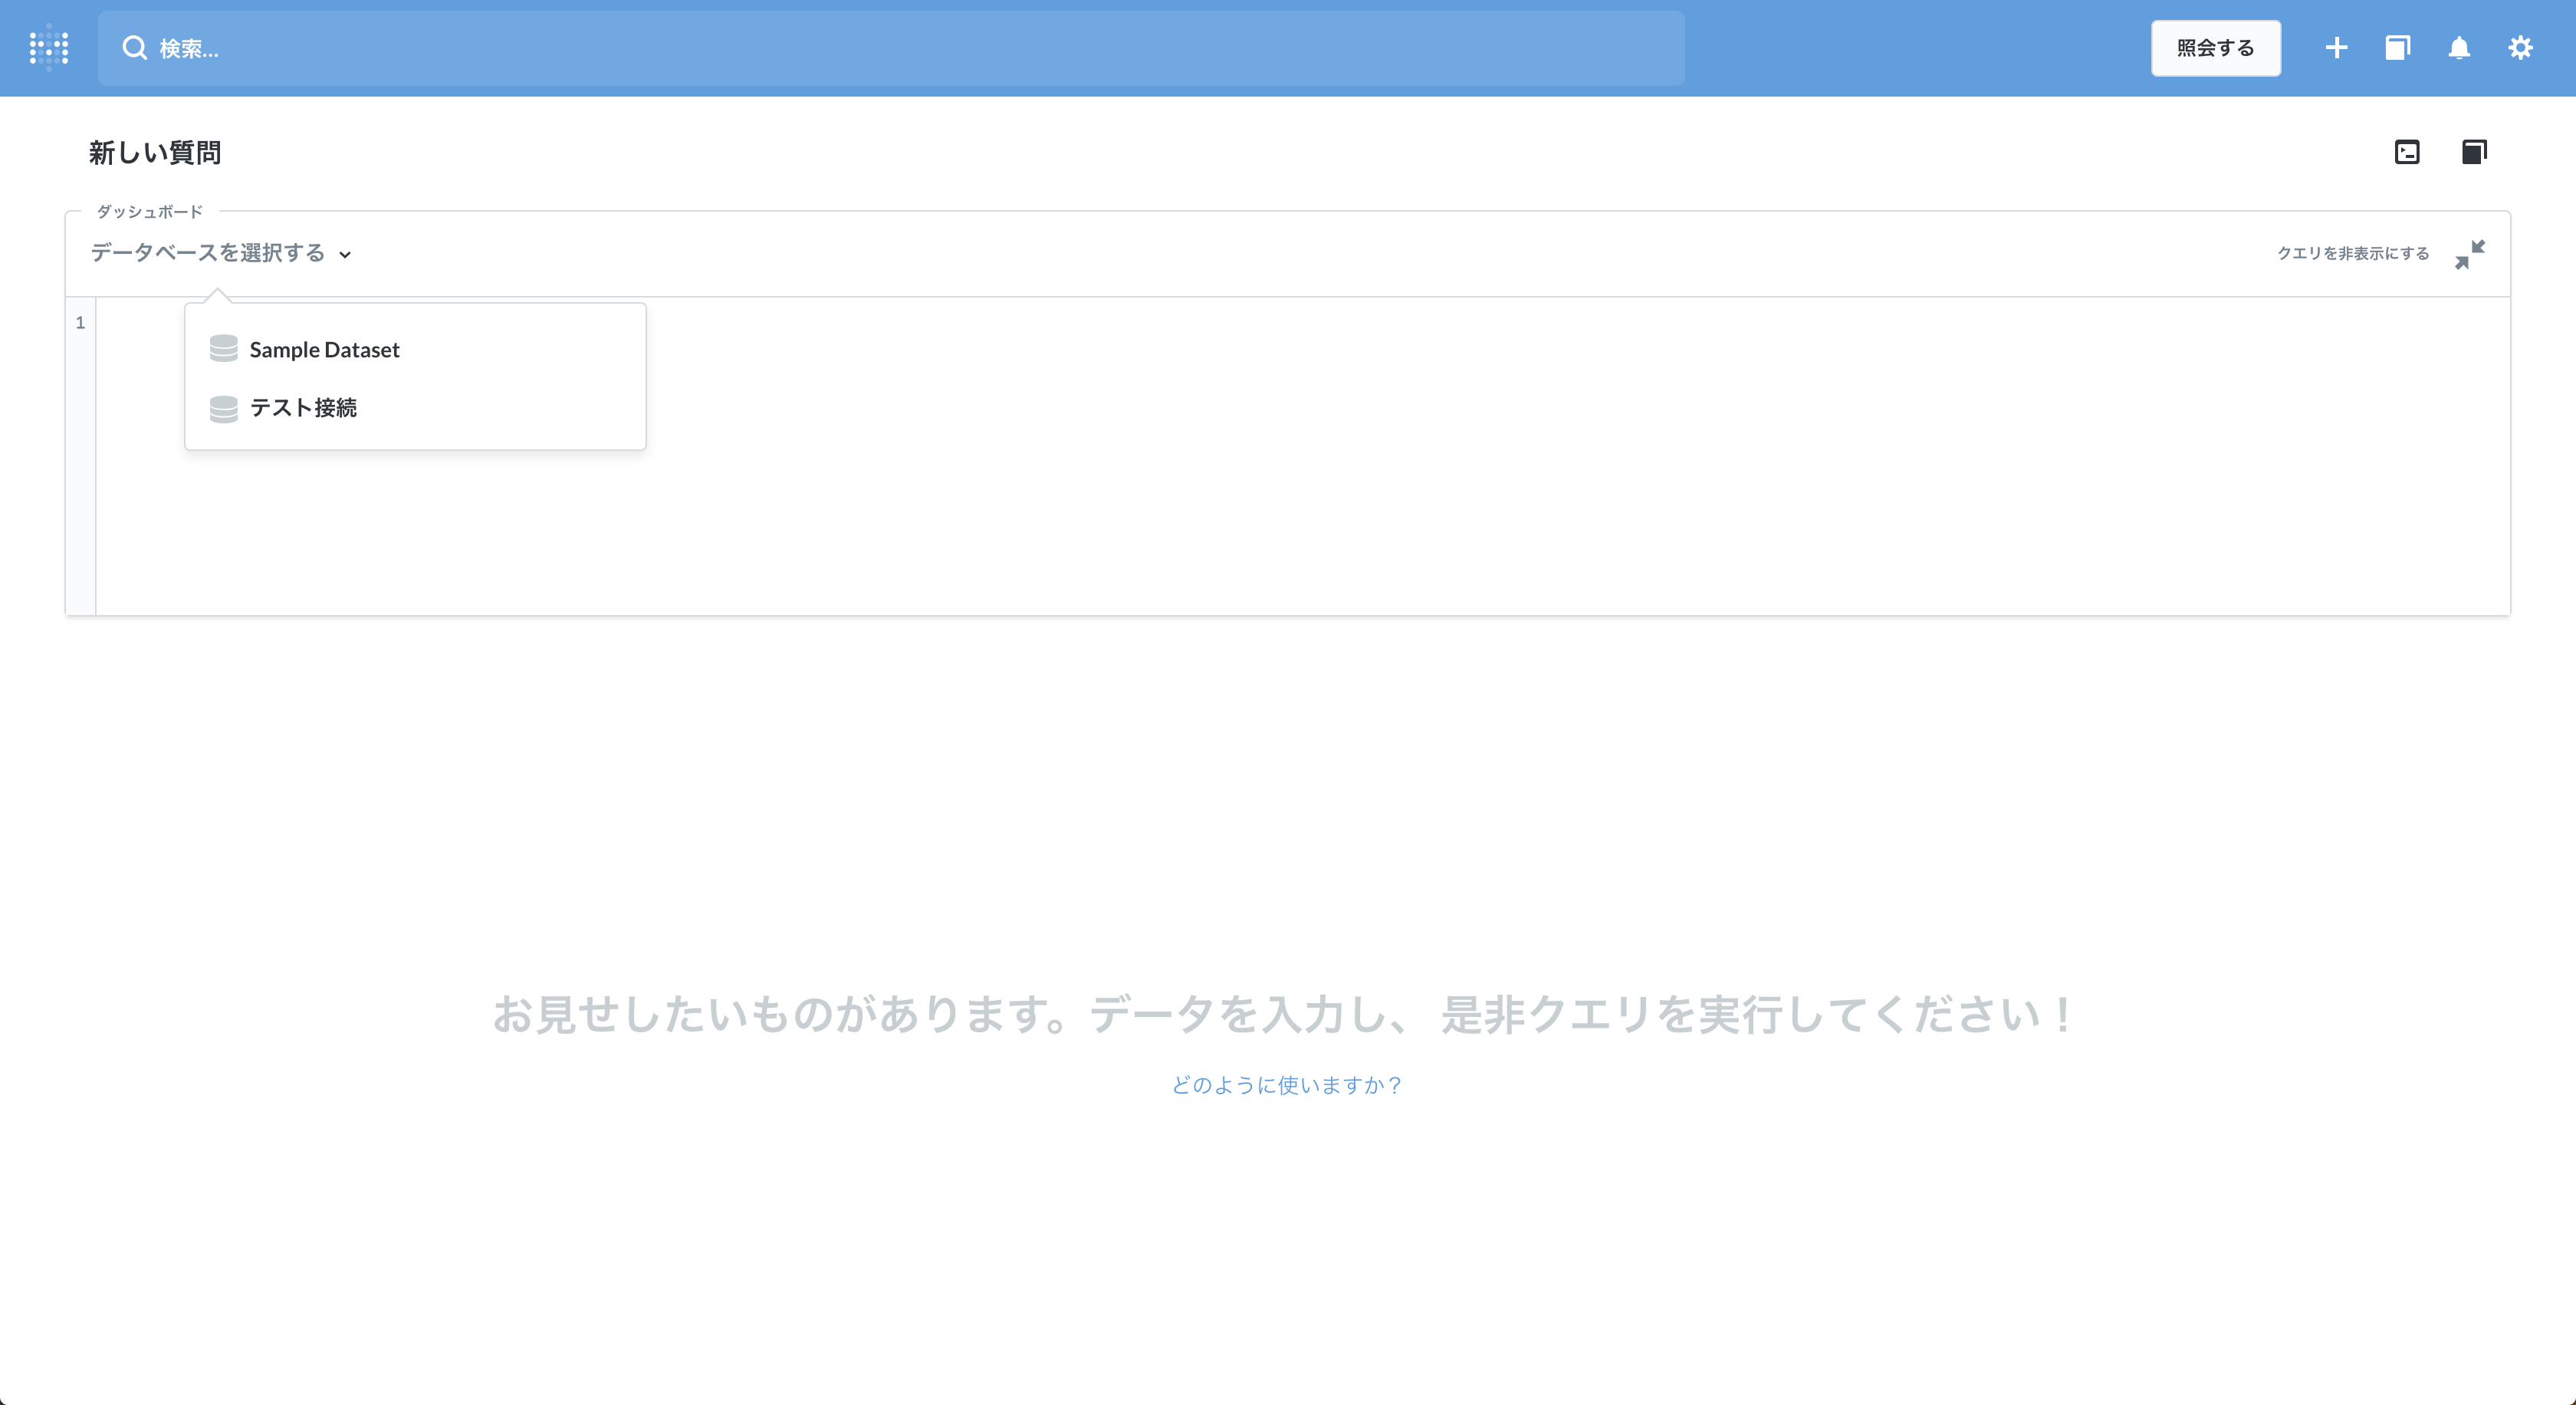 検索...
照会する
新しい質問
ダッシュボード
データベースを選択する
クエリを非表示にする
1
Sample Dataset
テスト接続
お見せしたいものがあります。データを入力し、 是非クエリを実行してください！
どのように使いますか？